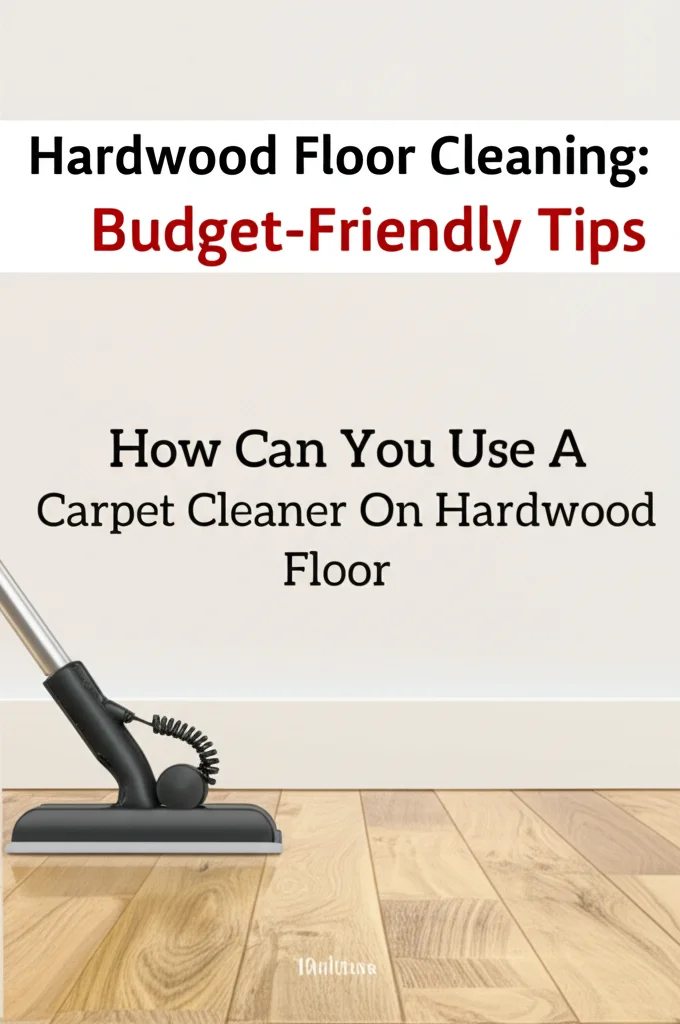 Hardwood Floor Cleaning:
Budget-Friendly Tips
How Can You Use A
Carpet Cleaner On Hardwood
Floor